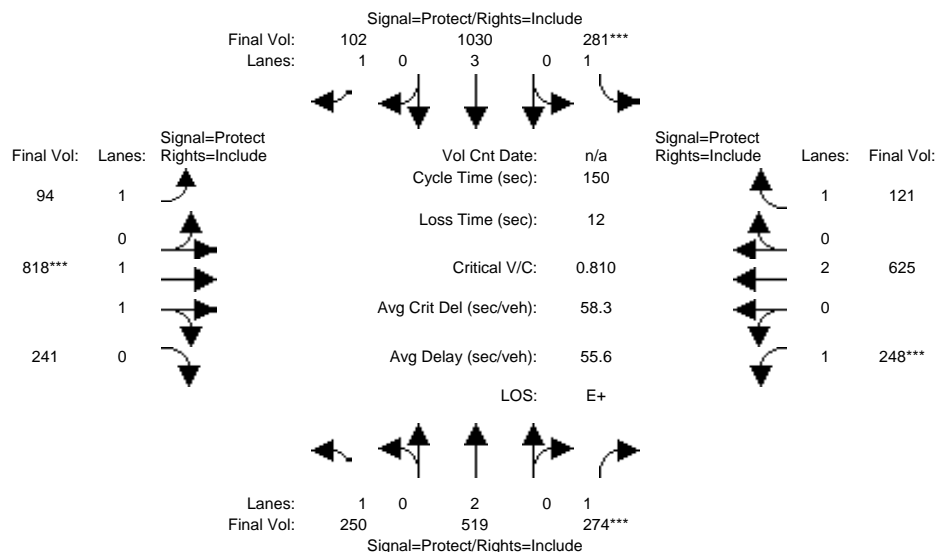 Signal=Protect/Rights=Include
Final Vol: 102 1030 281***
Lanes: 1 0 3 0 1
Signal=Protect Signal=Protect
Final Vol: Lanes: Rights=Include Vol Cnt Date: n/a Rights=Include Lanes: Final Vol:
Cycle Time (sec): 150
94 1 1 121
Loss Time (sec): 12
0 0
818*** 1 Critical V/C: 0.810 2 625
1 Avg Crit Del (sec/veh): 58.3 0
241 0 Avg Delay (sec/veh): 55.6 1 248***
LOS: E+
Lanes: 1 0 2 0 1
Final Vol: 250 519 274***
Signal=Protect/Rights=Include